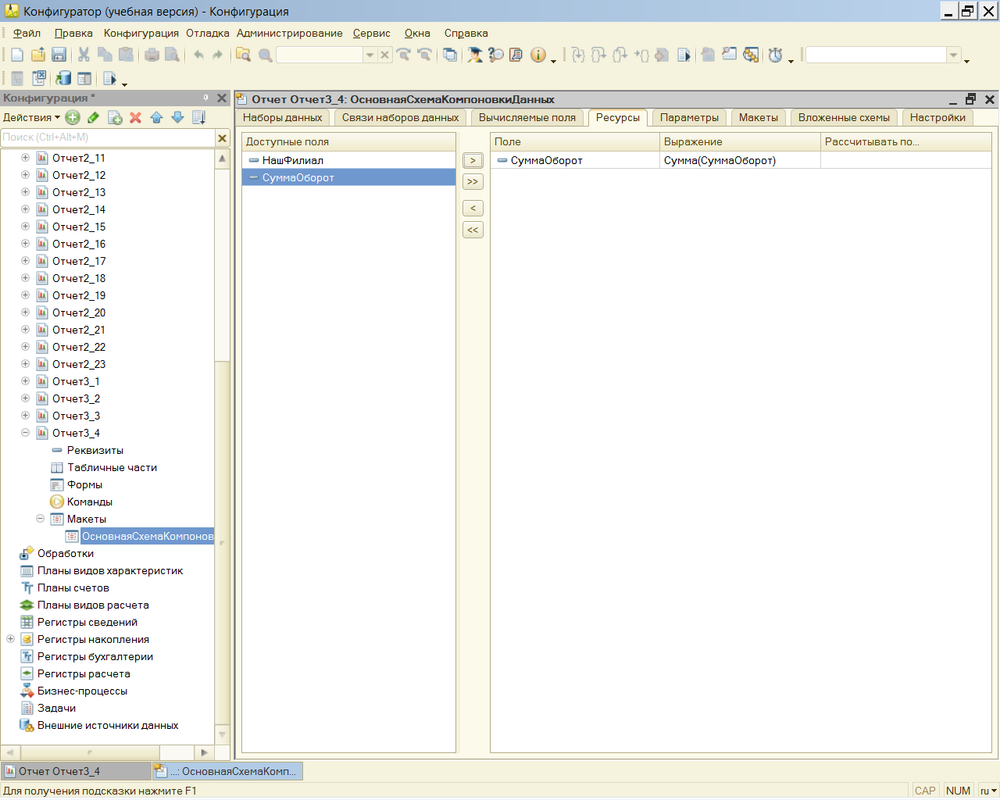 Конфигуратор (учебная версия) - Конфигурация
Файл Правка Конфигурация Отладка Администрирование Сервис Окна Справка
Конфигурация *
Действия
Поиск (Ctrl+Alt+M)
Отчет2_11
Отчет2_12
Отчет2_13
Отчет2_14
Отчет2_15
Отчет2_16
Отчет2_17
Отчет2_18
Отчет2_19
Отчет2_20
Отчет2_21
Отчет2_22
Отчет2_23
Отчет3_1
Отчет3_2
Отчет3_3
Отчет3_4
Реквизиты
Табличные части
Формы
Команды
Макеты
ОсновнаяСхемаКомпонов
Обработки
Планы видов характеристик
Планы счетов
Планы видов расчета
Регистры сведений
Регистры накопления
Регистры бухгалтерии
Регистры расчета
Бизнес-процессы
Задачи
Внешние источники данных
Отчет Отчет3_4: ОсновнаяСхемаКомпоновкиДанных
Наборы данных Связи наборов данных Вычисляемые поля Ресурсы Параметры Макеты Вложенные схемы Настройки
Доступные поля
НашФилиал
СуммаОборот
>
>>
<
<<
Поле Выражение Рассчитывать по...
СуммаОборот Сумма(СуммаОборот)
Отчет Отчет3_4 ...: ОсновнаяСхемаКомп...
Для получения подсказки нажмите F1 CAP NUM ru